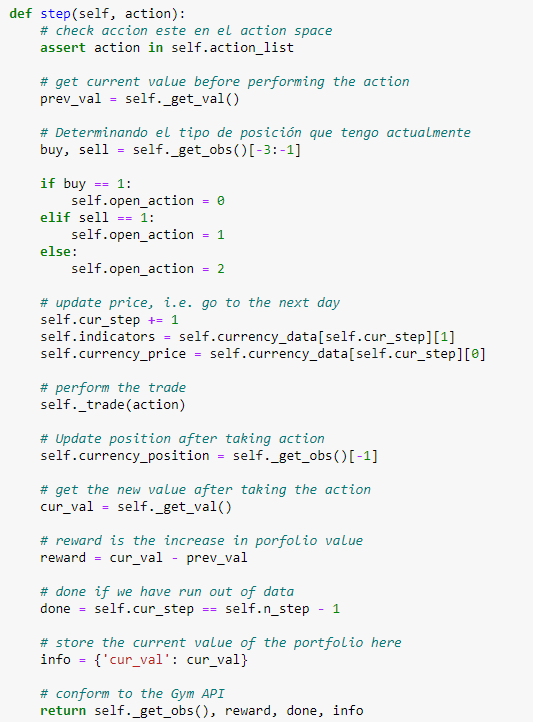 def step(self, action):
    # check accion este en el action space
    assert action in self.action_list

    # get current value before performing the action
    prev_val = self._get_val()

    # Determinando el tipo de posición que tengo actualmente
    buy, sell = self._get_obs()[-3:-1]

    if buy == 1:
        self.open_action = 0
    elif sell == 1:
        self.open_action = 1
    else:
        self.open_action = 2

    # update price, i.e. go to the next day
    self.cur_step += 1
    self.indicators = self.currency_data[self.cur_step][1]
    self.currency_price = self.currency_data[self.cur_step][0]

    # perform the trade
    self._trade(action)

    # Update position after taking action
    self.currency_position = self._get_obs()[-1]

    # get the new value after taking the action
    cur_val = self._get_val()

    # reward is the increase in porfolio value
    reward = cur_val - prev_val

    # done if we have run out of data
    done = self.cur_step == self.n_step - 1

    # store the current value of the portfolio here
    info = {'cur_val': cur_val}

    # conform to the Gym API
    return self._get_obs(), reward, done, info